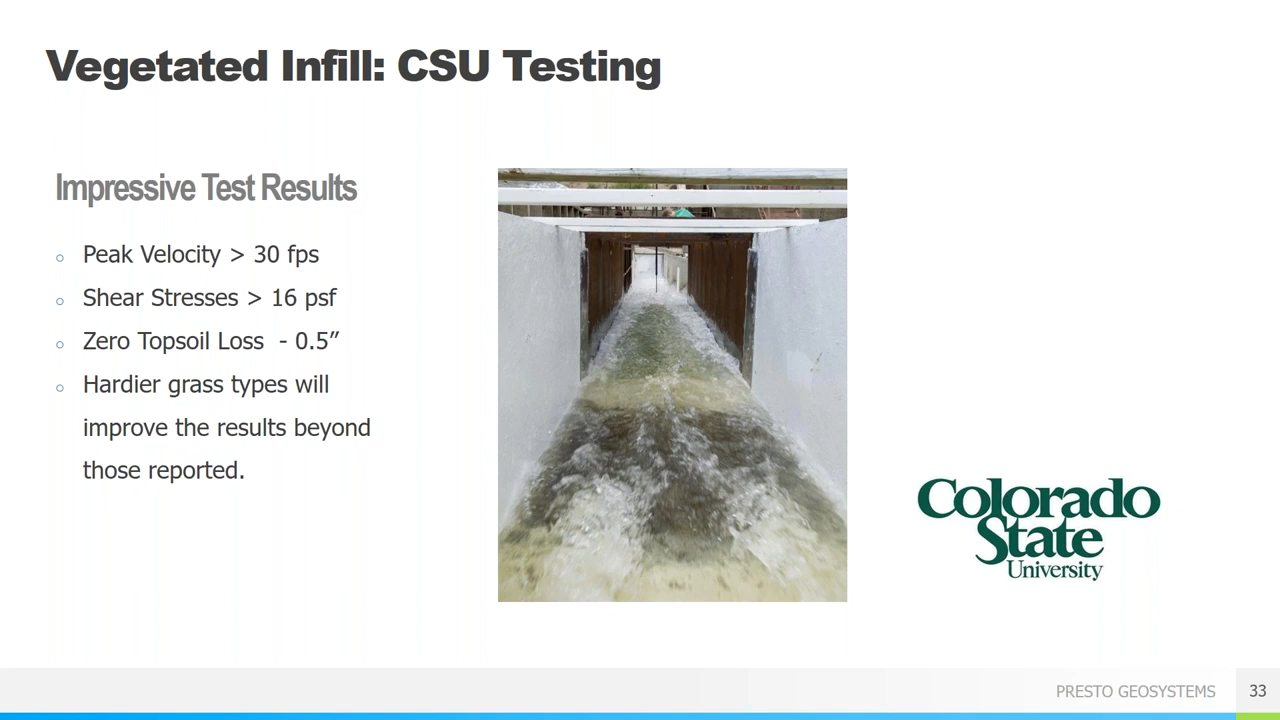 Vegetated Infill: CSU Testing
Impressive Test Results
○ Peak Velocity > 30 fps
○ Shear Stresses > 16 psf
○ Zero Topsoil Loss - 0.5”
○ Hardier grass types will
improve the results beyond
those reported.
Colorado
State
University
PRESTO GEOSYSTEMS
33